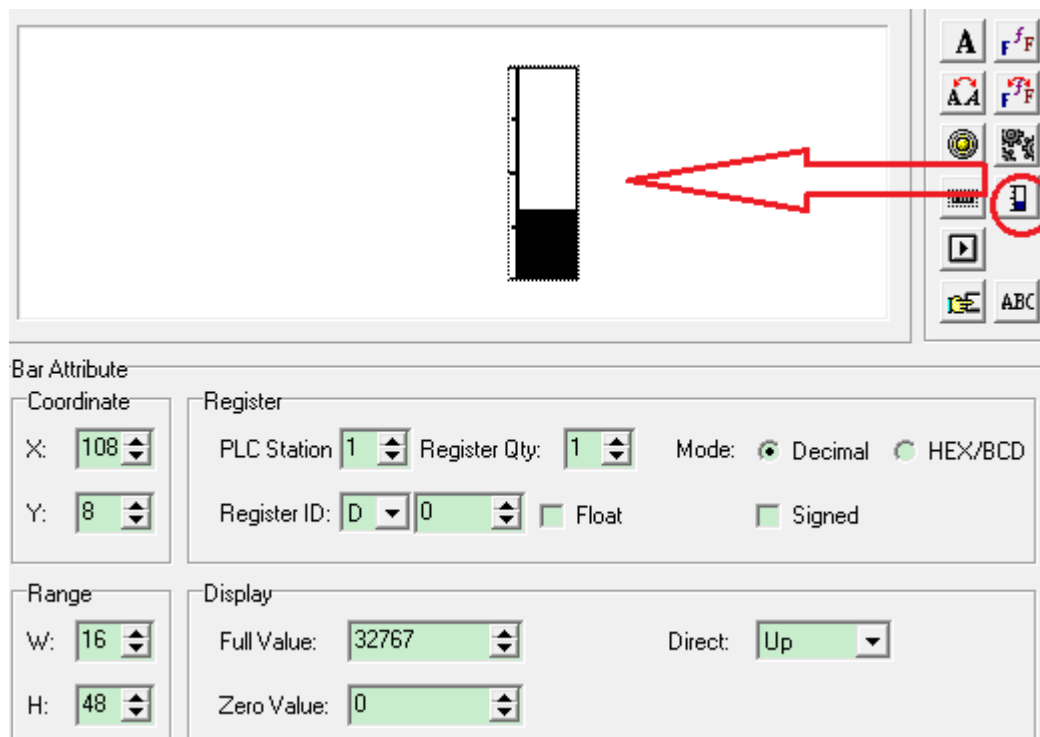 A F f F
A A F f F
ABC
Bar Attribute
Coordinate
Register
X: 108
PLC Station 1 Register Qty: 1 Mode: Decimal HEX/BCD
Y: 8
Register ID: D 0 Float Signed
Range
Display
W: 16
Full Value: 32767 Direct: Up
H: 48
Zero Value: 0